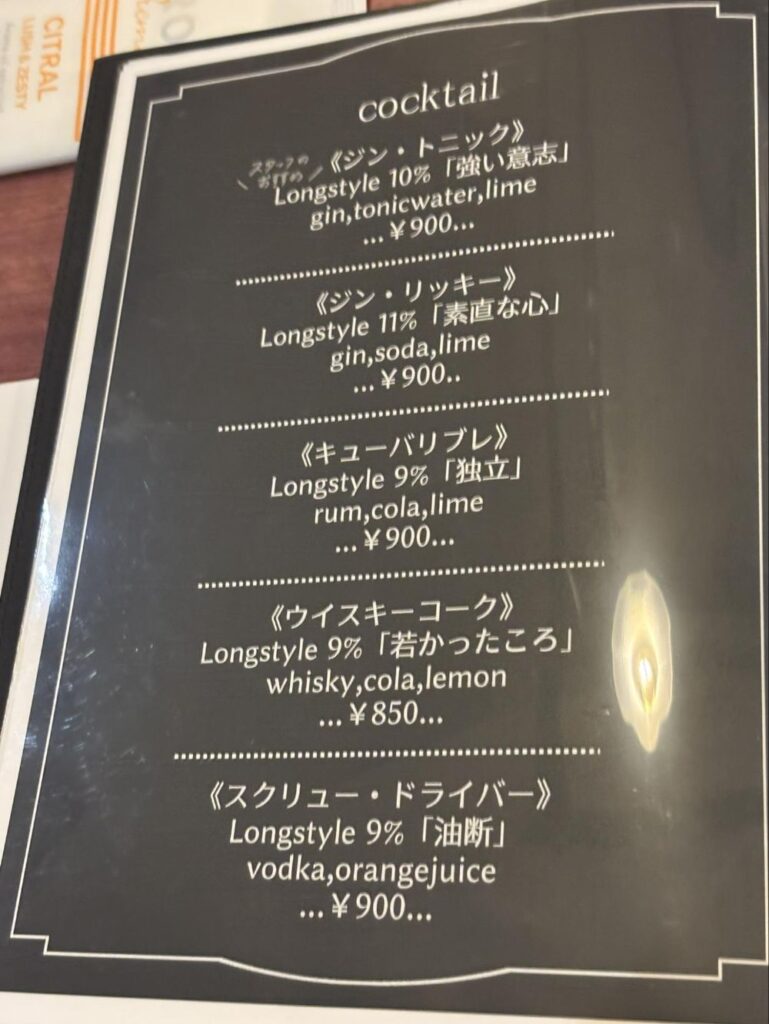 CITRAL
LUSH & ZESTY
cocktail
スタッフの
\ おすすめ /
《ジン・トニック》
Longstyle 10%「強い意志」
gin,tonicwater,lime
...￥900...
《ジン・リッキー》
Longstyle 11%「素直な心」
gin,soda,lime
...￥900..
《キューバリブレ》
Longstyle 9%「独立」
rum,cola,lime
...￥900...
《ウイスキーコーク》
Longstyle 9%「若かったころ」
whisky,cola,lemon
...￥850...
《スクリュー・ドライバー》
Longstyle 9%「油断」
vodka,orangejuice
...￥900...